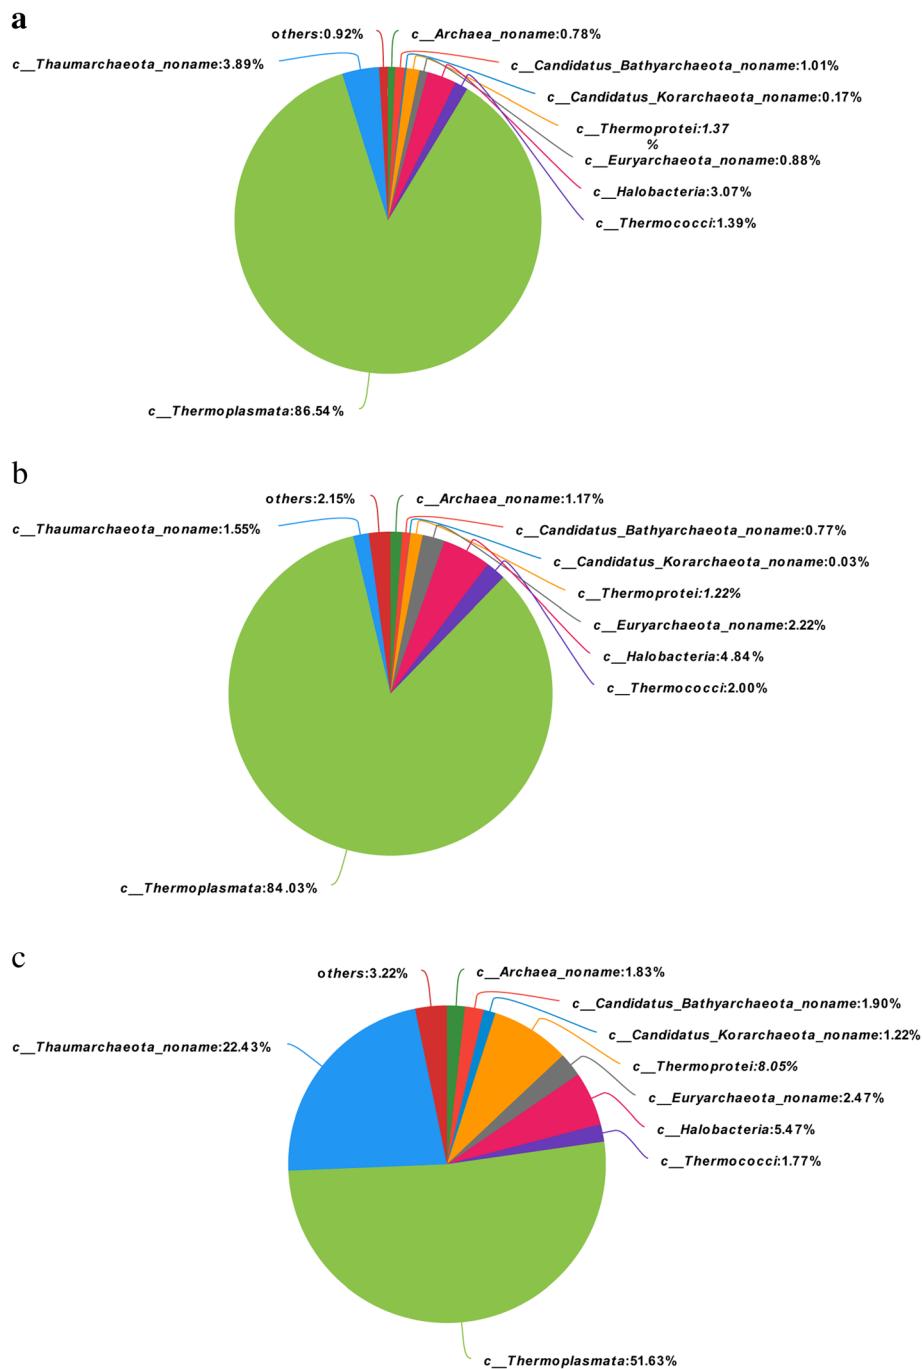 a
others:0.92%
c__Archaea_noname:0.78%
c__Thaumarchaeota_noname:3.89%
c__Candidatus_Bathyarchaeota_noname:1.01%
c__Candidatus_Korarchaeota_noname:0.17%
c__Thermoprotei:1.37
%
c__Euryarchaeota_noname:0.88%
c__Halobacteria:3.07%
c__Thermococci:1.39%
c__Thermoplasmata:86.54%
b
others:2.15%
c__Archaea_noname:1.17%
c__Thaumarchaeota_noname:1.55%
c__Candidatus_Bathyarchaeota_noname:0.77%
c__Candidatus_Korarchaeota_noname:0.03%
c__Thermoprotei:1.22%
c__Euryarchaeota_noname:2.22%
c__Halobacteria:4.84%
c__Thermococci:2.00%
c__Thermoplasmata:84.03%
c
others:3.22%
c__Archaea_noname:1.83%
c__Candidatus_Bathyarchaeota_noname:1.90%
c__Candidatus_Korarchaeota_noname:1.22%
c__Thaumarchaeota_noname:22.43%
c__Thermoprotei:8.05%
c__Euryarchaeota_noname:2.47%
c__Halobacteria:5.47%
c__Thermococci:1.77%
c__Thermoplasmata:51.63%